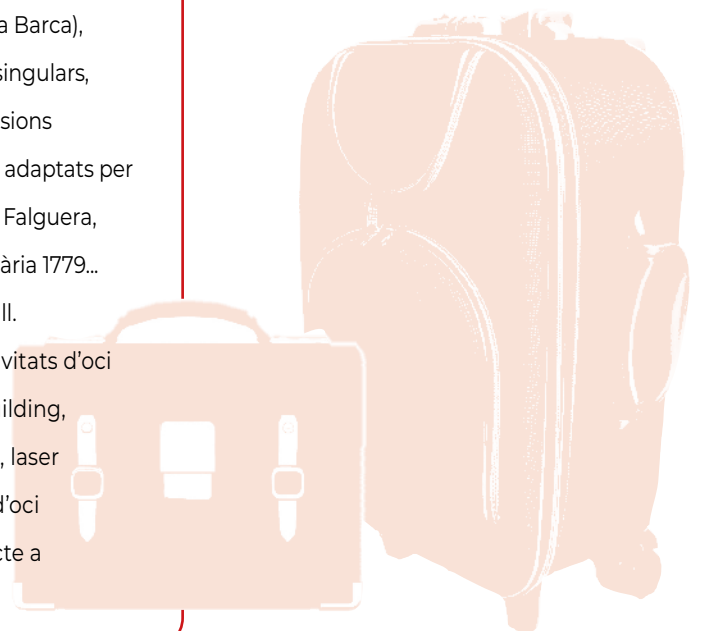 a Barca),
singulars,
sions
adaptats per
Falguera,
ària 1779...
ll.
vitats d’oci
ilding,
, laser
d’oci
cte a